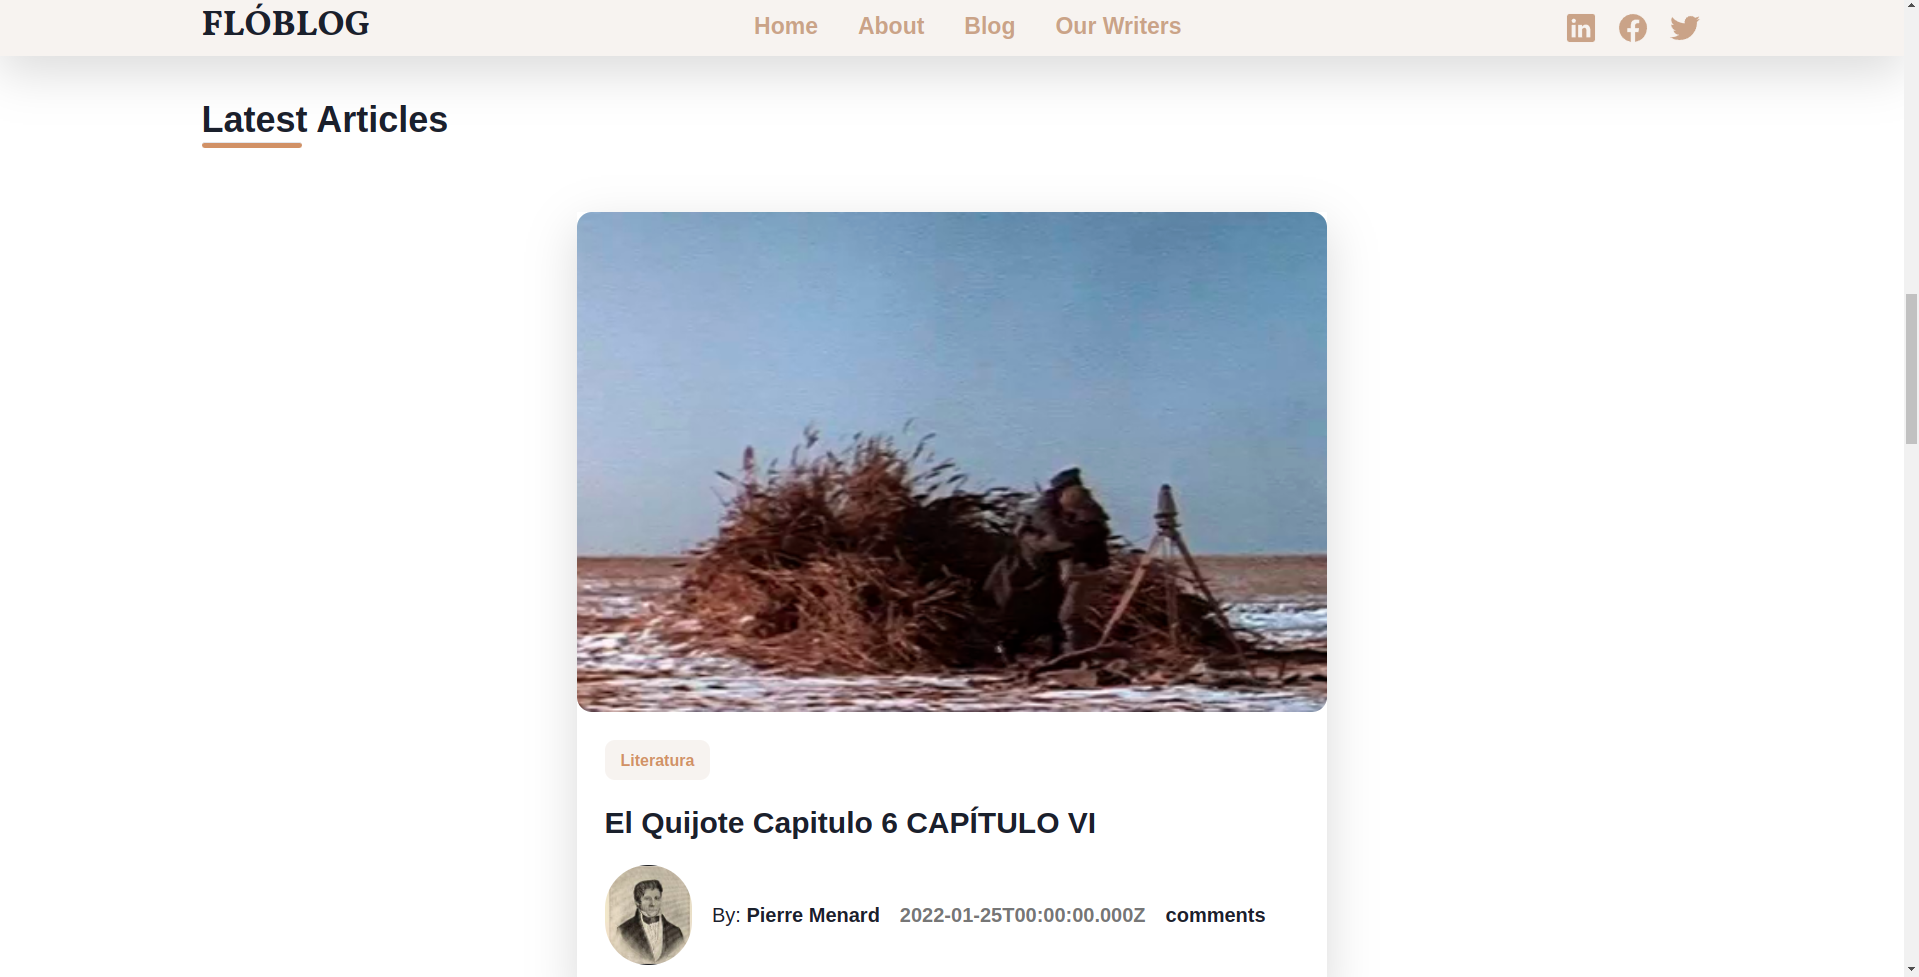 FLÓBLOG
Home About Blog Our Writers
Latest Articles
Literatura
El Quijote Capitulo 6 CAPÍTULO VI
By: Pierre Menard 2022-01-25T00:00:00.000Z comments